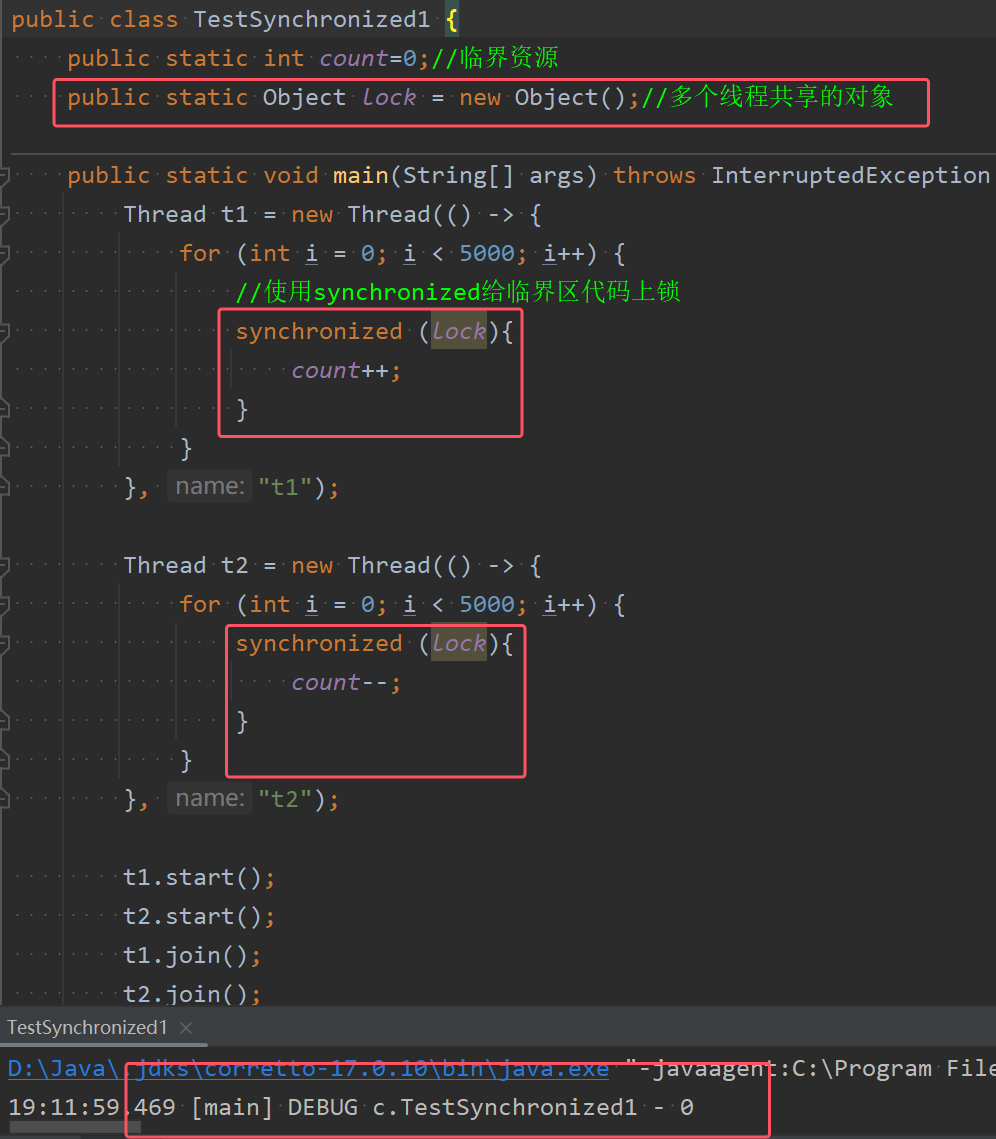 public class TestSynchronized1 {
public static int count=0;//临界资源
public static Object lock = new Object();//多个线程共享的对象
public static void main(String[] args) throws InterruptedException
Thread t1 = new Thread(() -> {
for (int i = 0; i < 5000; i++) {
//使用synchronized给临界区代码上锁
synchronized (lock){
count++;
}
}
}, name: "t1");
Thread t2 = new Thread(() -> {
for (int i = 0; i < 5000; i++) {
synchronized (lock){
count--;
}
}
}, name: "t2");
t1.start();
t2.start();
t1.join();
t2.join();
TestSynchronized1 ×
D:\Java\.jdks\corretto-17.0.10\bin\java.exe "-javaagent:C:\Program File
19:11:59.469 [main] DEBUG c.TestSynchronized1 - 0